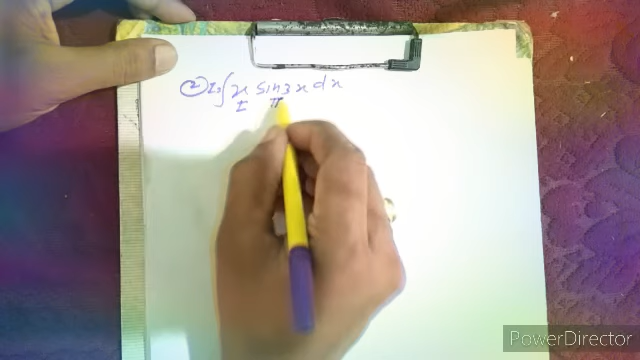 ② I=∫x sin3x dx
I II
PowerDirector